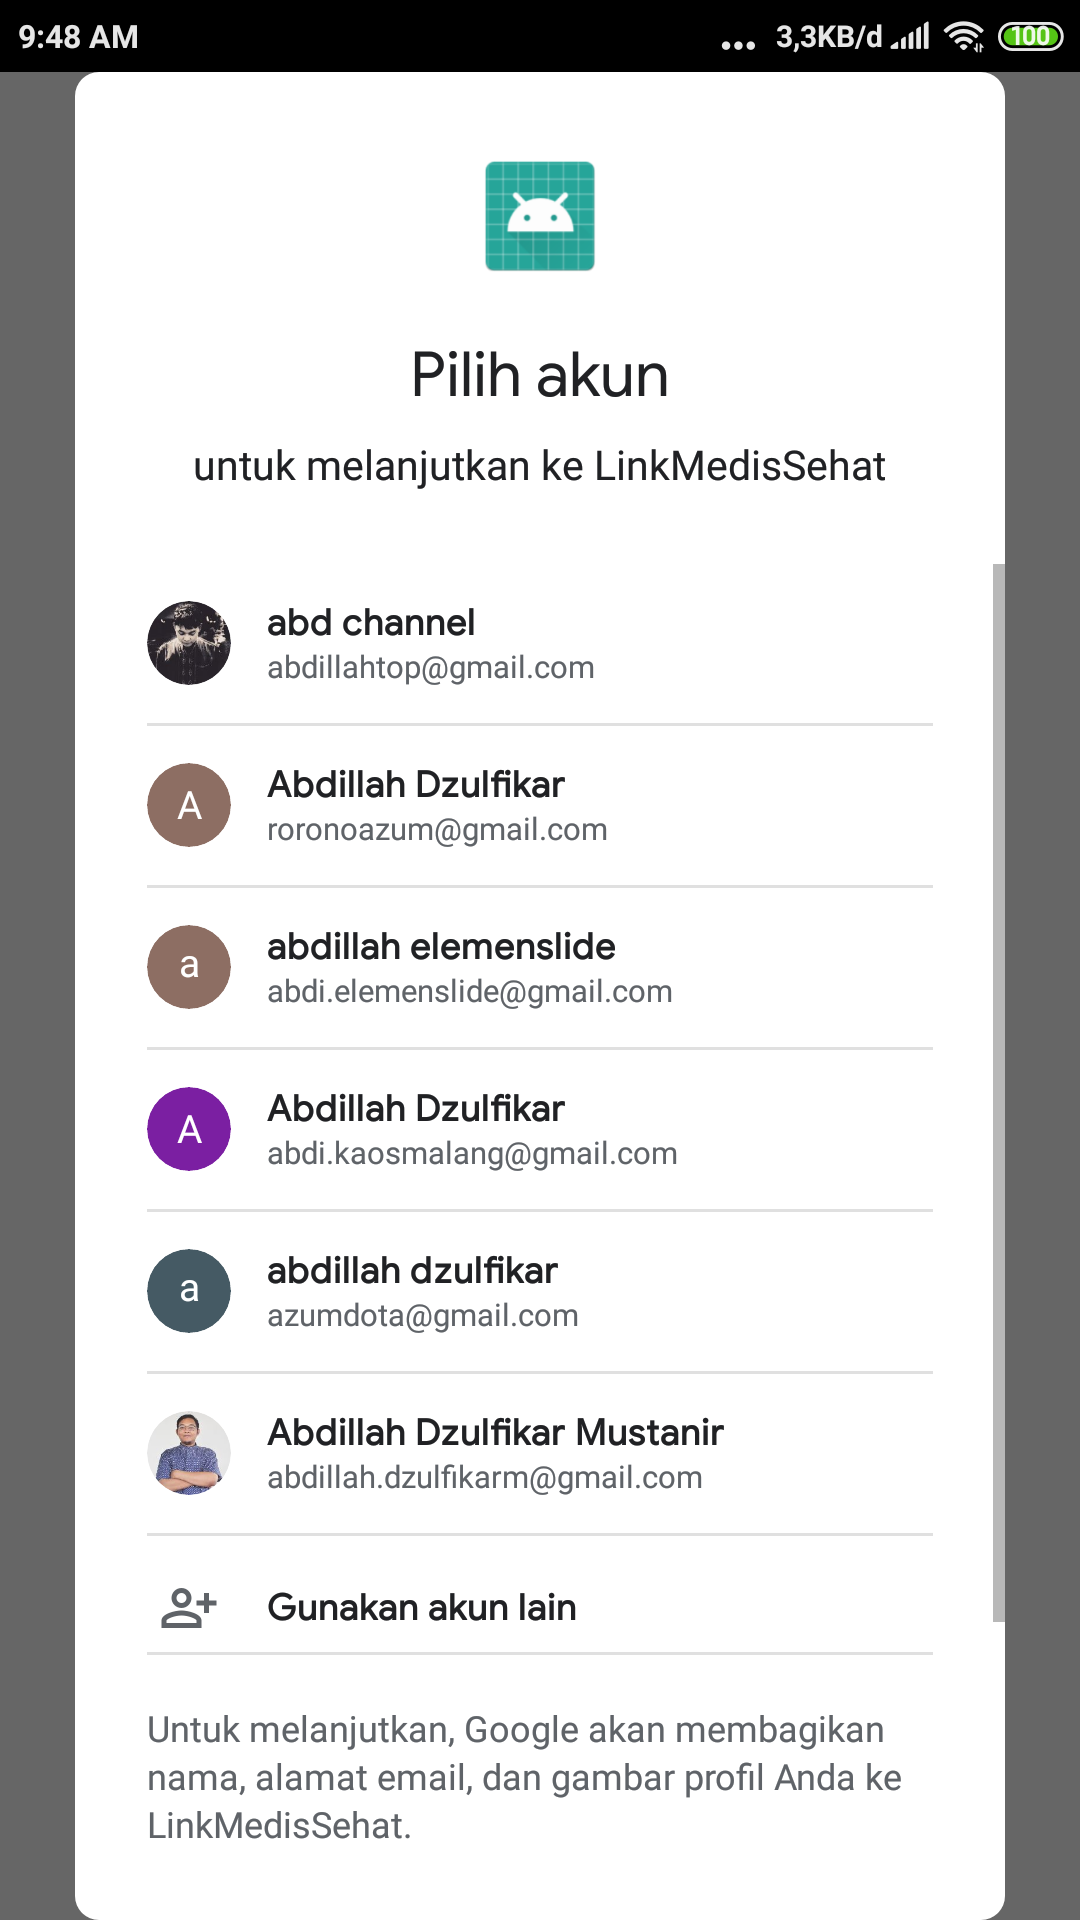 9:48 AM
... 3,3KB/d 100
Pilih akun
untuk melanjutkan ke LinkMedisSehat
abd channel
abdillahtop@gmail.com
A
Abdillah Dzulfikar
roronoazum@gmail.com
a
abdillah elemenslide
abdi.elemenslide@gmail.com
A
Abdillah Dzulfikar
abdi.kaosmalang@gmail.com
a
abdillah dzulfikar
azumdota@gmail.com
Abdillah Dzulfikar Mustanir
abdillah.dzulfikarm@gmail.com
Gunakan akun lain
Untuk melanjutkan, Google akan membagikan
nama, alamat email, dan gambar profil Anda ke
LinkMedisSehat.